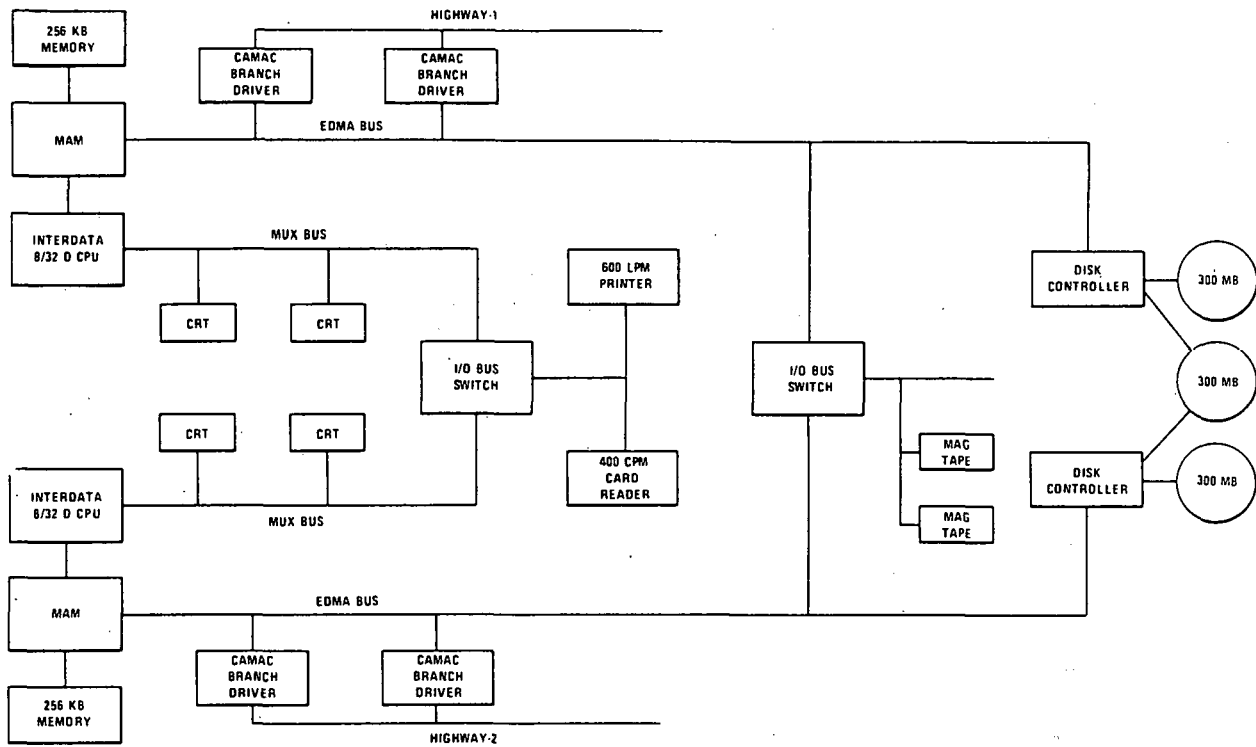 HIGHWAY-1
256 KB
MEMORY
CAMAC
BRANCH
DRIVER
CAMAC
BRANCH
DRIVER
MAM
EDMA BUS
INTERDATA
8/32 D CPU
MUX BUS
600 LPM
PRINTER
DISK
CONTROLLER
300 MB
CRT
CRT
I/O BUS
SWITCH
I/O BUS
SWITCH
300 MB
CRT
CRT
MAG
TAPE
400 CPM
CARD
READER
DISK
CONTROLLER
300 MB
INTERDATA
8/32 D CPU
MUX BUS
MAG
TAPE
MAM
EDMA BUS
CAMAC
BRANCH
DRIVER
CAMAC
BRANCH
DRIVER
256 KB
MEMORY
HIGHWAY-2